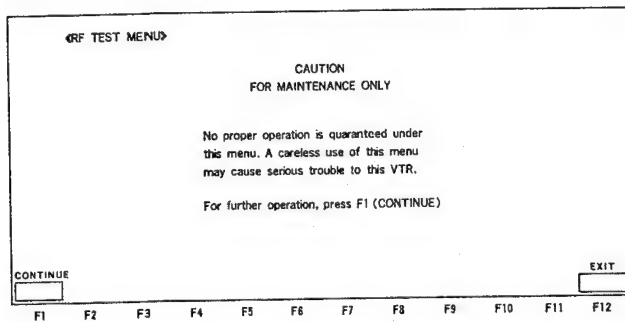 《RF TEST MENU》
CAUTION
FOR MAINTENANCE ONLY
No proper operation is quaranteed under
this menu. A careless use of this menu
may cause serious trouble to this VTR.
For further operation, press F1 (CONTINUE)
CONTINUE
EXIT
F1 F2 F3 F4 F5 F6 F7 F8 F9 F10 F11 F12